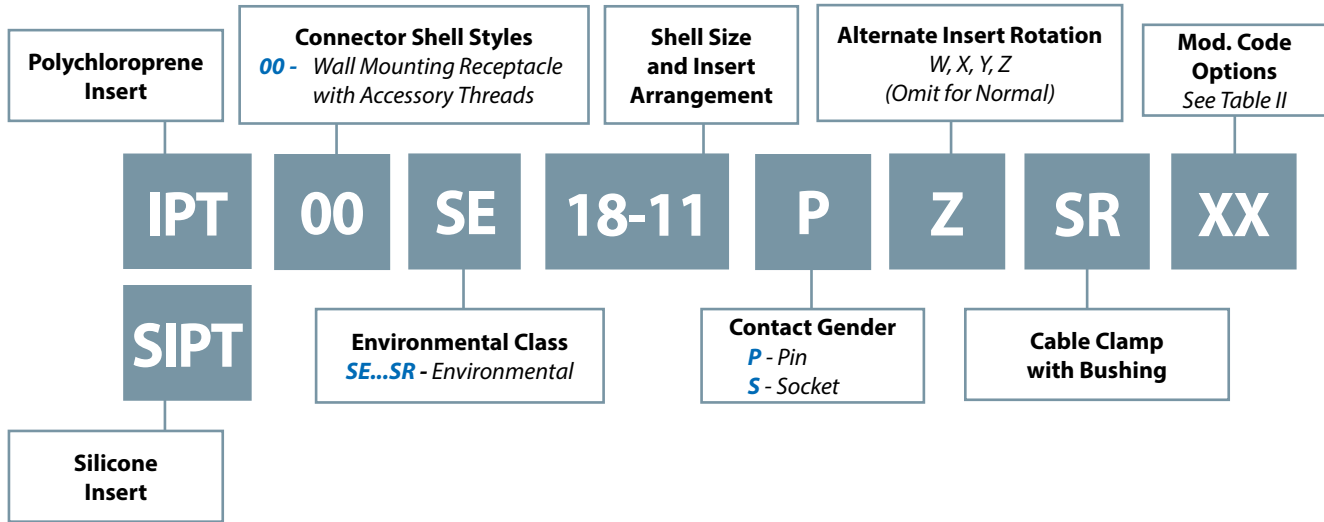 Polychloroprene
Insert
Connector Shell Styles
00 - Wall Mounting Receptacle
with Accessory Threads
Shell Size
and Insert
Arrangement
Alternate Insert Rotation
W, X, Y, Z
(Omit for Normal)
Mod. Code
Options
See Table II
IPT 00 SE 18-11 P Z SR XX
SIPT
Silicone
Insert
Environmental Class
SE...SR - Environmental
Contact Gender
P - Pin
S - Socket
Cable Clamp
with Bushing